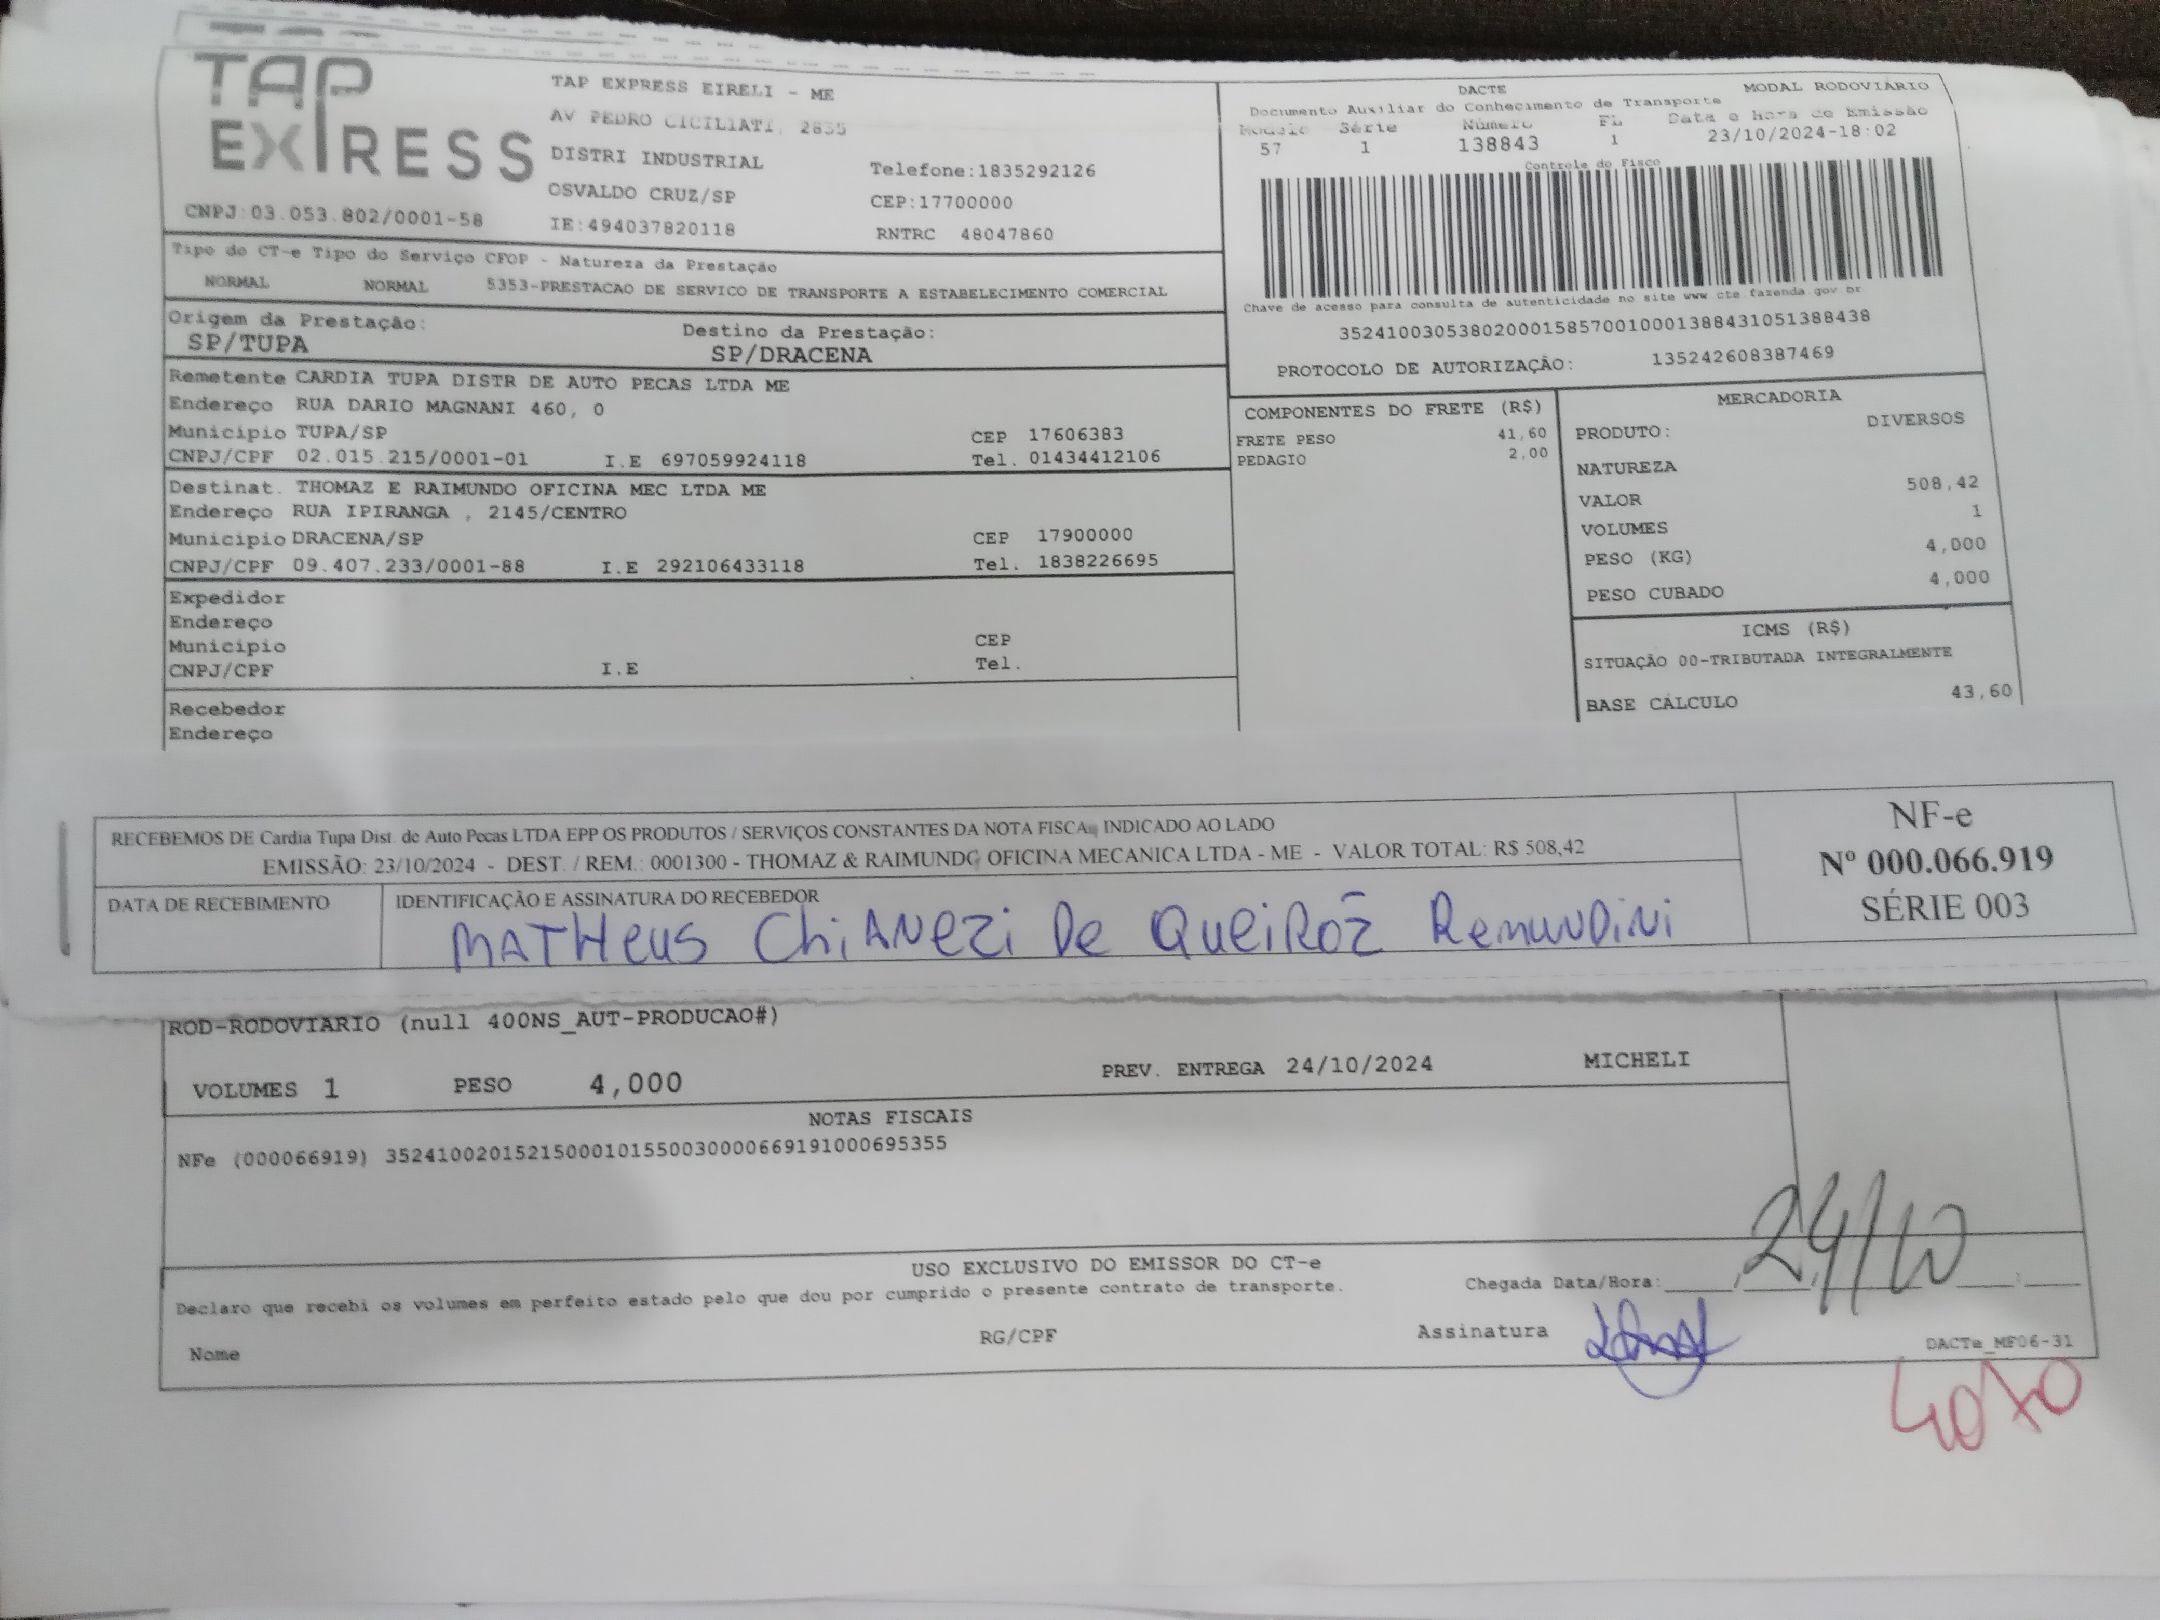 TAP
EXPRESS
CNPJ:03.053.802/0001-58
TAP EXPRESS EIRELI - ME
AV PEDRO CICILIATI, 2855
DISTRI INDUSTRIAL
Telefone:1835292126
OSVALDO CRUZ/SP
CEP:17700000
IE:494037820118
RNTRC 48047860
DACTE MODAL RODOVIÁRIO
Documento Auxiliar do Conhecimento de Transporte
Modelo Série Número FL Data e Hora de Emissão
57 1 138843 1 23/10/2024-18:02
Controle do Fisco
Chave de acesso para consulta de autenticidade no site www.cte.fazenda.gov.br
35241003053802000158570010001388431051388438
PROTOCOLO DE AUTORIZAÇÃO: 135242608387469
Tipo do CT-e Tipo do Serviço CFOP - Natureza da Prestação
NORMAL NORMAL 5353-PRESTACAO DE SERVICO DE TRANSPORTE A ESTABELECIMENTO COMERCIAL
Origem da Prestação: Destino da Prestação:
SP/TUPA SP/DRACENA
Remetente CARDIA TUPA DISTR DE AUTO PECAS LTDA ME
Endereço RUA DARIO MAGNANI 460, 0
Municipio TUPA/SP CEP 17606383
CNPJ/CPF 02.015.215/0001-01 I.E 697059924118 Tel. 01434412106
Destinat. THOMAZ E RAIMUNDO OFICINA MEC LTDA ME
Endereço RUA IPIRANGA , 2145/CENTRO
Municipio DRACENA/SP CEP 17900000
CNPJ/CPF 09.407.233/0001-88 I.E 292106433118 Tel. 1838226695
Expedidor
Endereço
Municipio CEP
CNPJ/CPF I.E Tel.
Recebedor
Endereço
COMPONENTES DO FRETE (R$)
FRETE PESO 41,60
PEDAGIO 2,00
MERCADORIA
PRODUTO: DIVERSOS
NATUREZA
VALOR 508,42
VOLUMES 1
PESO (KG) 4,000
PESO CUBADO 4,000
ICMS (R$)
SITUAÇÃO 00-TRIBUTADA INTEGRALMENTE
BASE CÁLCULO 43,60
RECEBEMOS DE Cardia Tupa Dist. de Auto Pecas LTDA EPP OS PRODUTOS / SERVIÇOS CONSTANTES DA NOTA FISCAL INDICADO AO LADO
EMISSÃO: 23/10/2024 - DEST. / REM.: 0001300 - THOMAZ & RAIMUNDO OFICINA MECANICA LTDA - ME - VALOR TOTAL: R$ 508,42
DATA DE RECEBIMENTO IDENTIFICAÇÃO E ASSINATURA DO RECEBEDOR
MATHeus ChiANezi De QueiRoz Remundini
NF-e
Nº 000.066.919
SÉRIE 003
ROD-RODOVIARIO (null 400NS_AUT-PRODUCAO#)
VOLUMES 1 PESO 4,000 PREV. ENTREGA 24/10/2024 MICHELI
NOTAS FISCAIS
NFe (000066919) 35241002015215000101550030000669191000695355
USO EXCLUSIVO DO EMISSOR DO CT-e
Declaro que recebi os volumes em perfeito estado pelo que dou por cumprido o presente contrato de transporte.
Chegada Data/Hora: 24/10
Nome RG/CPF Assinatura
DACTe_MF06-31